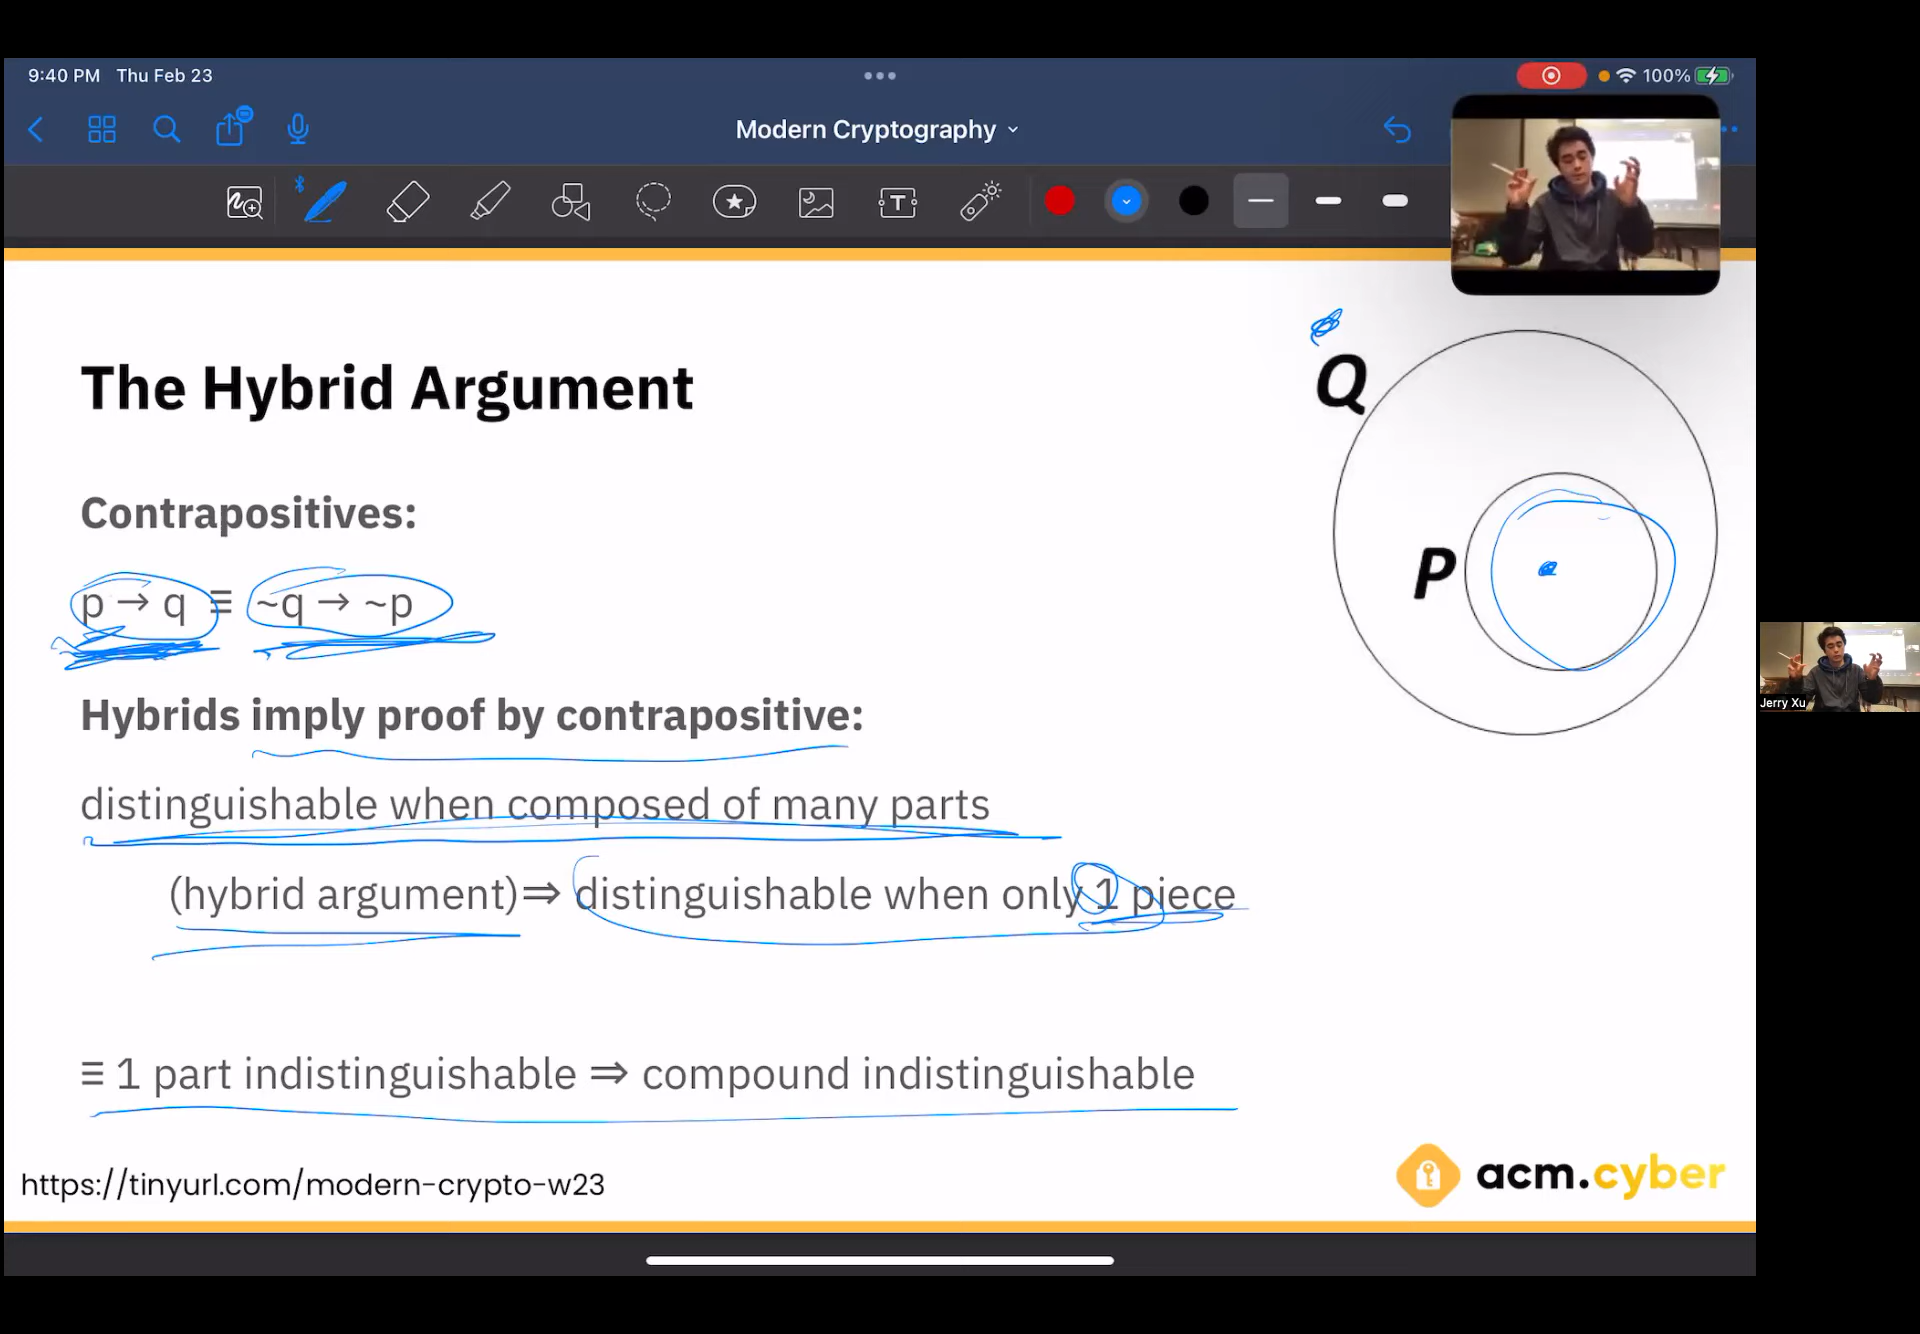 9:40 PM Thu Feb 23
100%
Modern Cryptography
T
The Hybrid Argument
Q
Contrapositives:
P
p → q ≡ ~q → ~p
Hybrids imply proof by contrapositive:
Jerry Xu
distinguishable when composed of many parts
(hybrid argument)⇒ distinguishable when only 1 piece
≡ 1 part indistinguishable ⇒ compound indistinguishable
https://tinyurl.com/modern-crypto-w23
acm.cyber